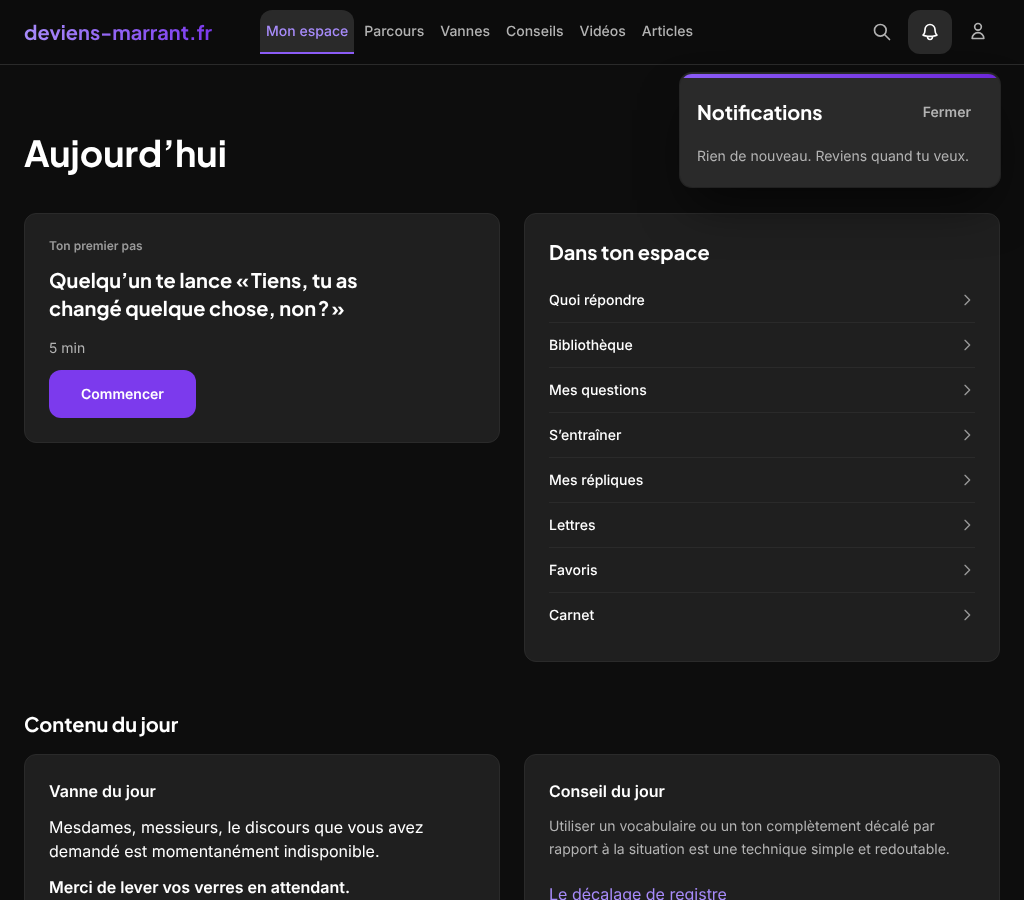 deviens-marrant.fr
Mon espace
Parcours
Vannes
Conseils
Vidéos
Articles
Notifications
Fermer
Rien de nouveau. Reviens quand tu veux.
Aujourd’hui
Ton premier pas
Quelqu’un te lance « Tiens, tu as
changé quelque chose, non ? »
5 min
Commencer
Dans ton espace
Quoi répondre
Bibliothèque
Mes questions
S’entraîner
Mes répliques
Lettres
Favoris
Carnet
Contenu du jour
Vanne du jour
Mesdames, messieurs, le discours que vous avez
demandé est momentanément indisponible.
Merci de lever vos verres en attendant.
Conseil du jour
Utiliser un vocabulaire ou un ton complètement décalé par
rapport à la situation est une technique simple et redoutable.
Le décalage de registre